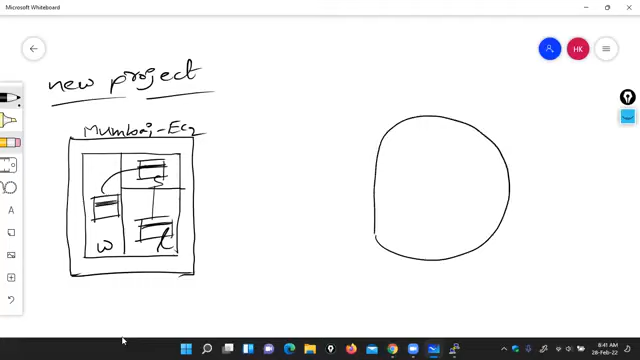 Microsoft Whiteboard
HK
new project
Mumbai-EC2
S
W
L
A
8:41 AM
28-Feb-22